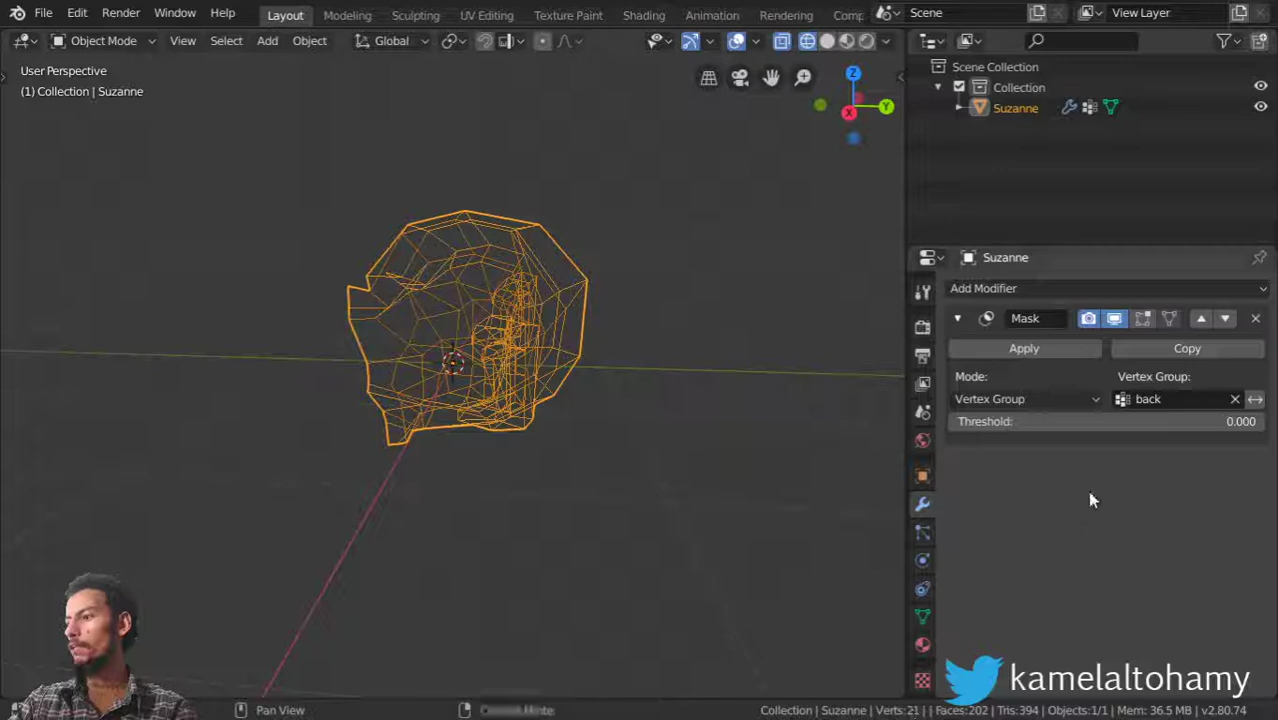 File Edit Render Window Help Layout Modeling Sculpting UV Editing Texture Paint Shading Animation Rendering Comp Scene View Layer
Object Mode View Select Add Object Global
User Perspective
(1) Collection | Suzanne
Z
Y
X
Scene Collection
Collection
Suzanne
Suzanne
Add Modifier
Mask
Apply Copy
Mode: Vertex Group:
Vertex Group back
Threshold: 0.000
kamelaltohamy
Pan View
Collection | Suzanne | Verts:21 | Faces:202 | Tris:394 | Objects:1/1 | Mem: 36.5 MB | v2.80.74